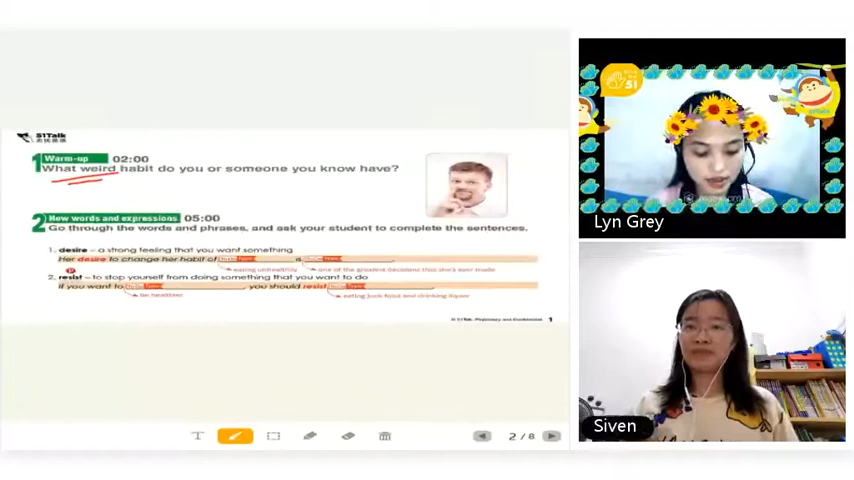 51Talk
1 Warm-up 02:00
What weird habit do you or someone you know have?
2 New words and expressions 05:00
Go through the words and phrases, and ask your student to complete the sentences.
1. desire – a strong feeling that you want something
Her desire to change her habit of
eating unhealthily
one of the greatest decisions that she's ever made
2. resist – to stop yourself from doing something that you want to do
If you want to you should resist
be healthier
eating junk food and drinking liquor
1
T
2/8
51
Lyn Grey
Siven